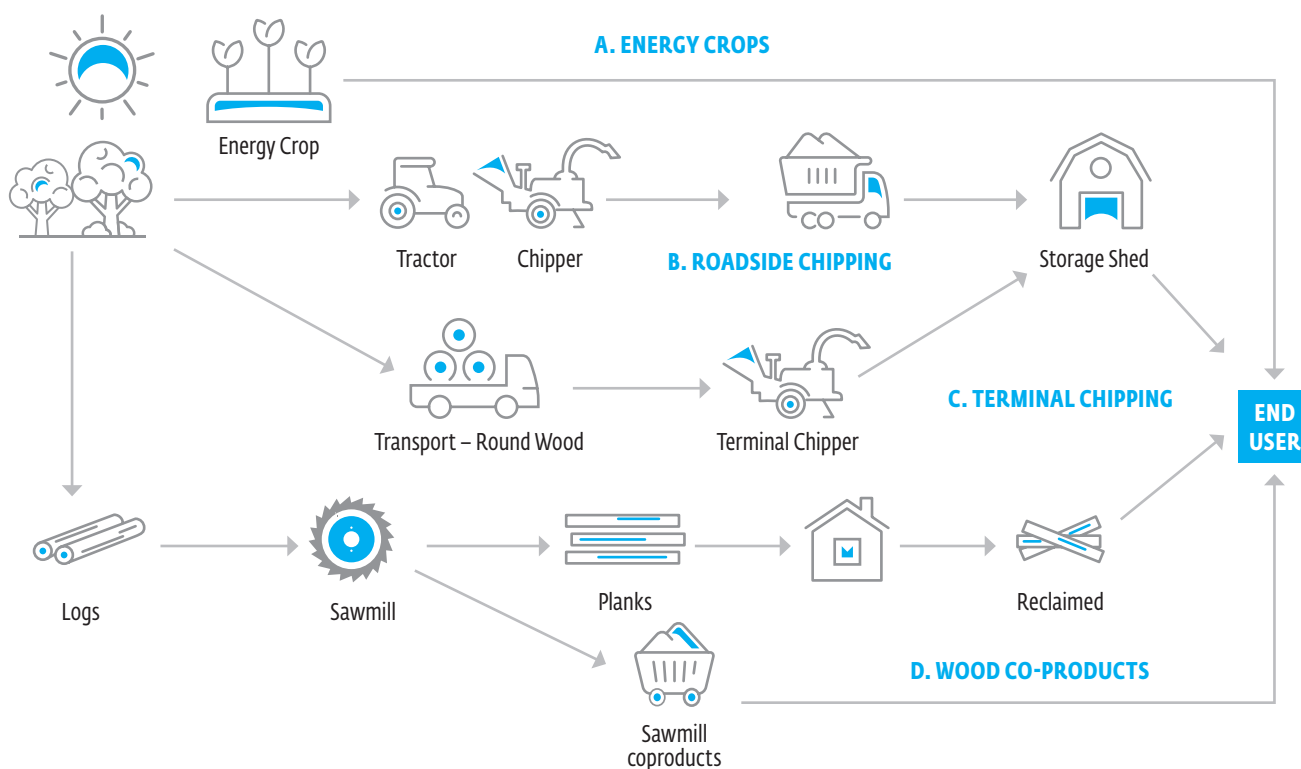 A. ENERGY CROPS
Energy Crop
Tractor
Chipper
B. ROADSIDE CHIPPING
Storage Shed
Transport – Round Wood
Terminal Chipper
C. TERMINAL CHIPPING
END
USER
Logs
Sawmill
Planks
Reclaimed
D. WOOD CO-PRODUCTS
Sawmill
coproducts